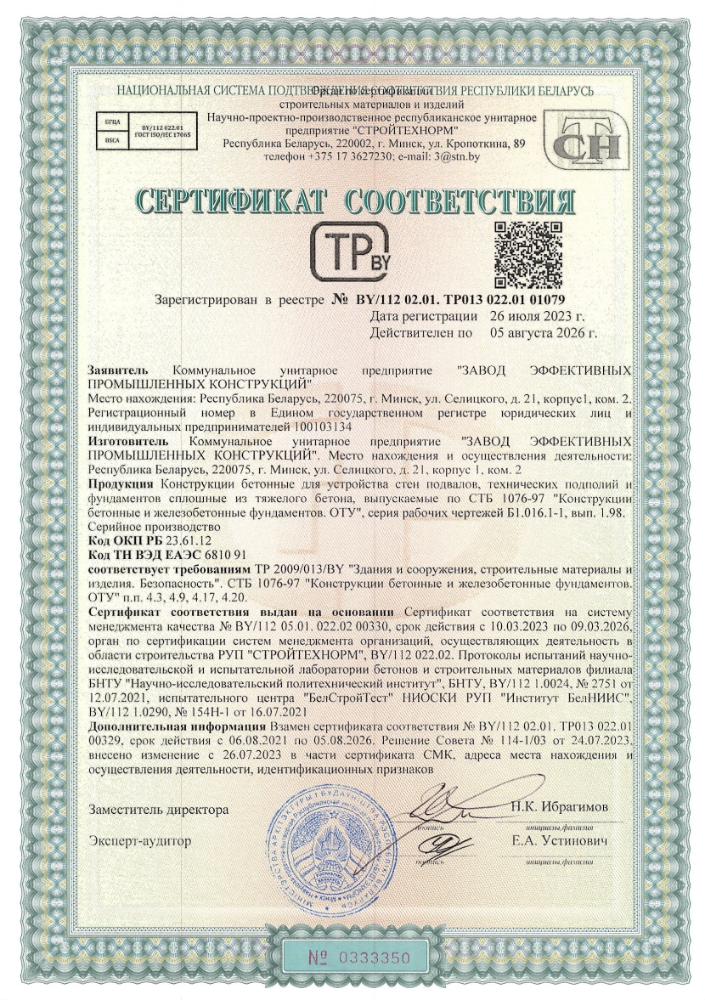 НАЦИОНАЛЬНАЯ СИСТЕМА ПОДТВЕРЖДЕНИЯ СООТВЕТСТВИЯ РЕСПУБЛИКИ БЕЛАРУСЬ
Орган по сертификации
строительных материалов и изделий
Научно-проектно-производственное республиканское унитарное
предприятие "СТРОЙТЕХНОРМ"
Республика Беларусь, 220002, г. Минск, ул. Кропоткина, 89
телефон +375 17 3627230; e-mail: 3@stn.by
БГЦА
BSCA
BY/112 022.01
ГОСТ ISO/IEC 17065
СТН
СЕРТИФИКАТ СООТВЕТСТВИЯ
ТР BY
Зарегистрирован в реестре № BY/112 02.01. ТР013 022.01 01079
Дата регистрации 26 июля 2023 г.
Действителен по 05 августа 2026 г.
Заявитель Коммунальное унитарное предприятие "ЗАВОД ЭФФЕКТИВНЫХ
ПРОМЫШЛЕННЫХ КОНСТРУКЦИЙ"
Место нахождения: Республика Беларусь, 220075, г. Минск, ул. Селицкого, д. 21, корпус1, ком. 2.
Регистрационный номер в Едином государственном регистре юридических лиц и
индивидуальных предпринимателей 100103134
Изготовитель Коммунальное унитарное предприятие "ЗАВОД ЭФФЕКТИВНЫХ
ПРОМЫШЛЕННЫХ КОНСТРУКЦИЙ". Место нахождения и осуществления деятельности:
Республика Беларусь, 220075, г. Минск, ул. Селицкого, д. 21, корпус 1, ком. 2
Продукция Конструкции бетонные для устройства стен подвалов, технических подполий и
фундаментов сплошные из тяжелого бетона, выпускаемые по СТБ 1076-97 "Конструкции
бетонные и железобетонные фундаментов. ОТУ", серия рабочих чертежей Б1.016.1-1, вып. 1.98.
Серийное производство
Код ОКП РБ 23.61.12
Код ТН ВЭД ЕАЭС 6810 91
соответствует требованиям ТР 2009/013/BY "Здания и сооружения, строительные материалы и
изделия. Безопасность". СТБ 1076-97 "Конструкции бетонные и железобетонные фундаментов.
ОТУ" п.п. 4.3, 4.9, 4.17, 4.20.
Сертификат соответствия выдан на основании Сертификат соответствия на систему
менеджмента качества № BY/112 05.01. 022.02 00330, срок действия с 10.03.2023 по 09.03.2026,
орган по сертификации систем менеджмента организаций, осуществляющих деятельность в
области строительства РУП "СТРОЙТЕХНОРМ", BY/112 022.02. Протоколы испытаний научно-
исследовательской и испытательной лаборатории бетонов и строительных материалов филиала
БНТУ "Научно-исследовательский политехнический институт", БНТУ, BY/112 1.0024, № 2751 от
12.07.2021, испытательного центра "БелСтройТест" НИОСКИ РУП "Институт БелНИИС",
BY/112 1.0290, № 154Н-1 от 16.07.2021
Дополнительная информация Взамен сертификата соответствия № BY/112 02.01. ТР013 022.01
00329, срок действия с 06.08.2021 по 05.08.2026. Решение Совета № 114-1/03 от 24.07.2023,
внесено изменение с 26.07.2023 в части сертификата СМК, адреса места нахождения и
осуществления деятельности, идентификационных признаков
Заместитель директора
Н.К. Ибрагимов
подпись
инициалы,фамилия
Эксперт-аудитор
Е.А. Устинович
подпись
инициалы,фамилия
№ 0333350